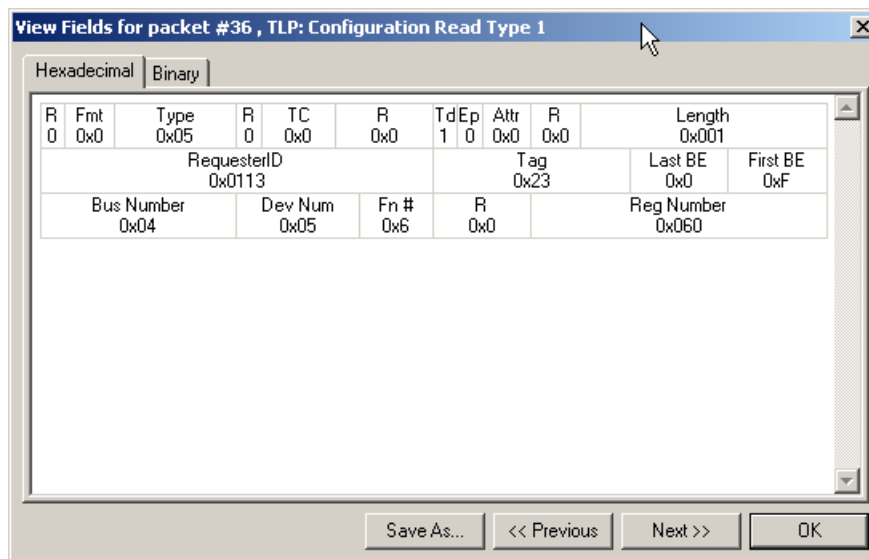 View Fields for packet #36 , TLP: Configuration Read Type 1
Hexadecimal Binary
R Fmt Type R TC R Td Ep Attr R Length
0 0x0 0x05 0 0x0 0x0 1 0 0x0 0x0 0x001
RequesterID Tag Last BE First BE
0x0113 0x23 0x0 0xF
Bus Number Dev Num Fn # R Reg Number
0x04 0x05 0x6 0x0 0x060
Save As... << Previous Next >> OK